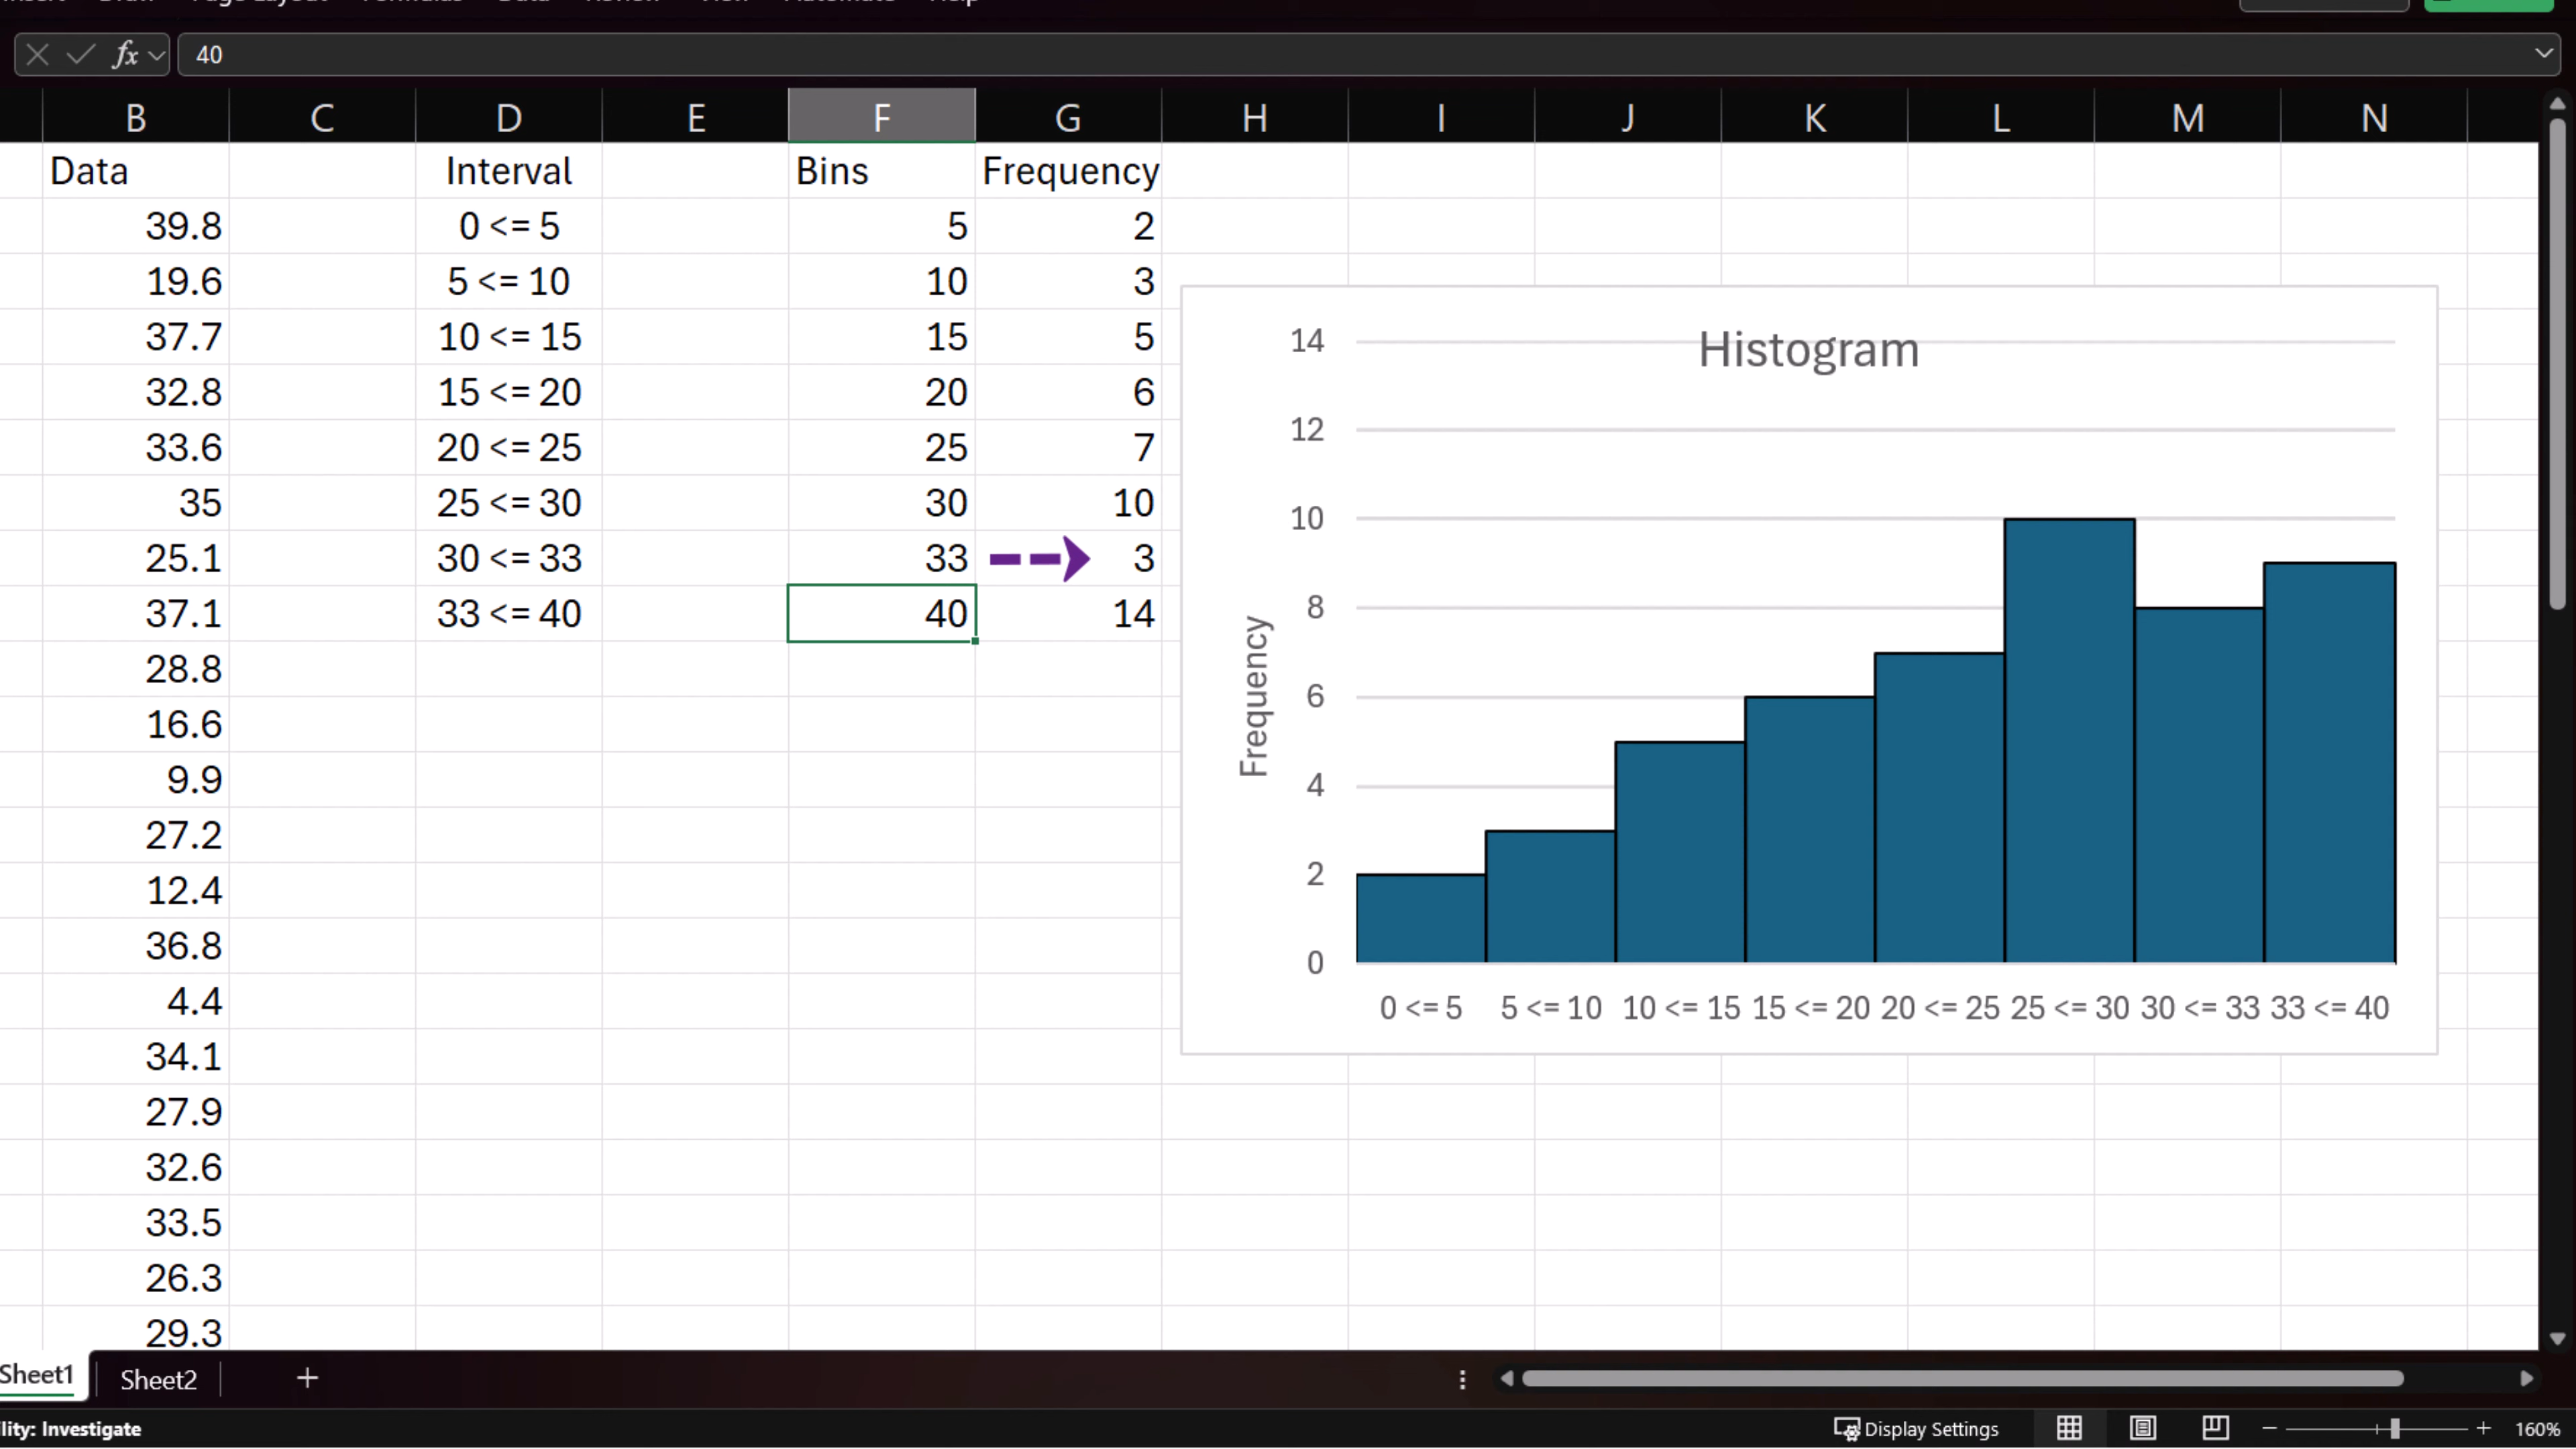 40
B C D E F G H I J K L M N
Data Interval Bins Frequency
39.8 0 <= 5 5 2
19.6 5 <= 10 10 3
37.7 10 <= 15 15 5
32.8 15 <= 20 20 6
33.6 20 <= 25 25 7
35 25 <= 30 30 10
25.1 30 <= 33 33 3
37.1 33 <= 40 40 14
28.8
16.6
9.9
27.2
12.4
36.8
4.4
34.1
27.9
32.6
33.5
26.3
29.3
Histogram
Frequency
14
12
10
8
6
4
2
0
0 <= 5 5 <= 10 10 <= 15 15 <= 20 20 <= 25 25 <= 30 30 <= 33 33 <= 40
Sheet1 Sheet2
lity: Investigate Display Settings 160%